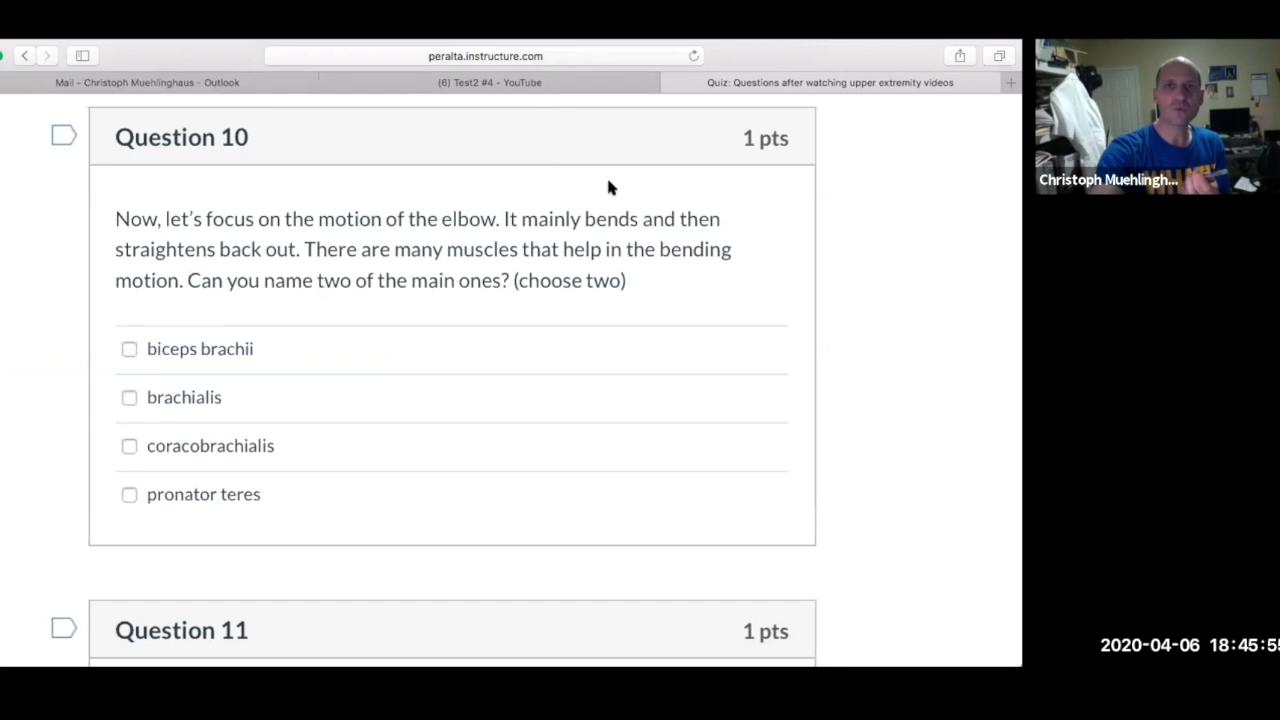 peralta.instructure.com
Mail - Christoph Muehlinghaus - Outlook
(6) Test2 #4 - YouTube
Quiz: Questions after watching upper extremity videos
Question 10
1 pts
Now, let's focus on the motion of the elbow. It mainly bends and then
straightens back out. There are many muscles that help in the bending
motion. Can you name two of the main ones? (choose two)
biceps brachii
brachialis
coracobrachialis
pronator teres
Question 11
1 pts
Christoph Muehlingh...
2020-04-06 18:45:55